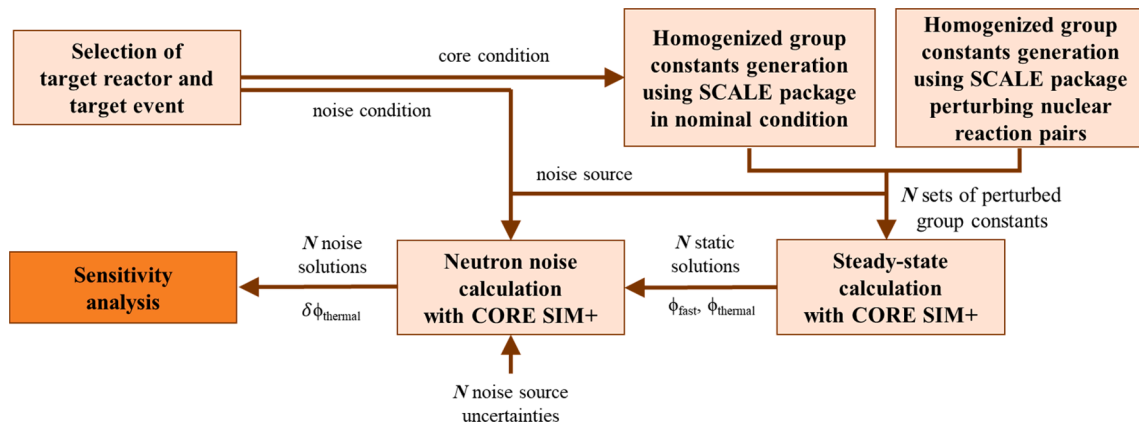 Selection of
target reactor and
target event
core condition
noise condition
Homogenized group
constants generation
using SCALE package
in nominal condition
Homogenized group
constants generation
using SCALE package
perturbing nuclear
reaction pairs
noise source
N sets of perturbed
group constants
Sensitivity
analysis
N noise
solutions
δϕthermal
Neutron noise
calculation
with CORE SIM+
N static
solutions
ϕfast, ϕthermal
Steady-state
calculation
with CORE SIM+
N noise source
uncertainties